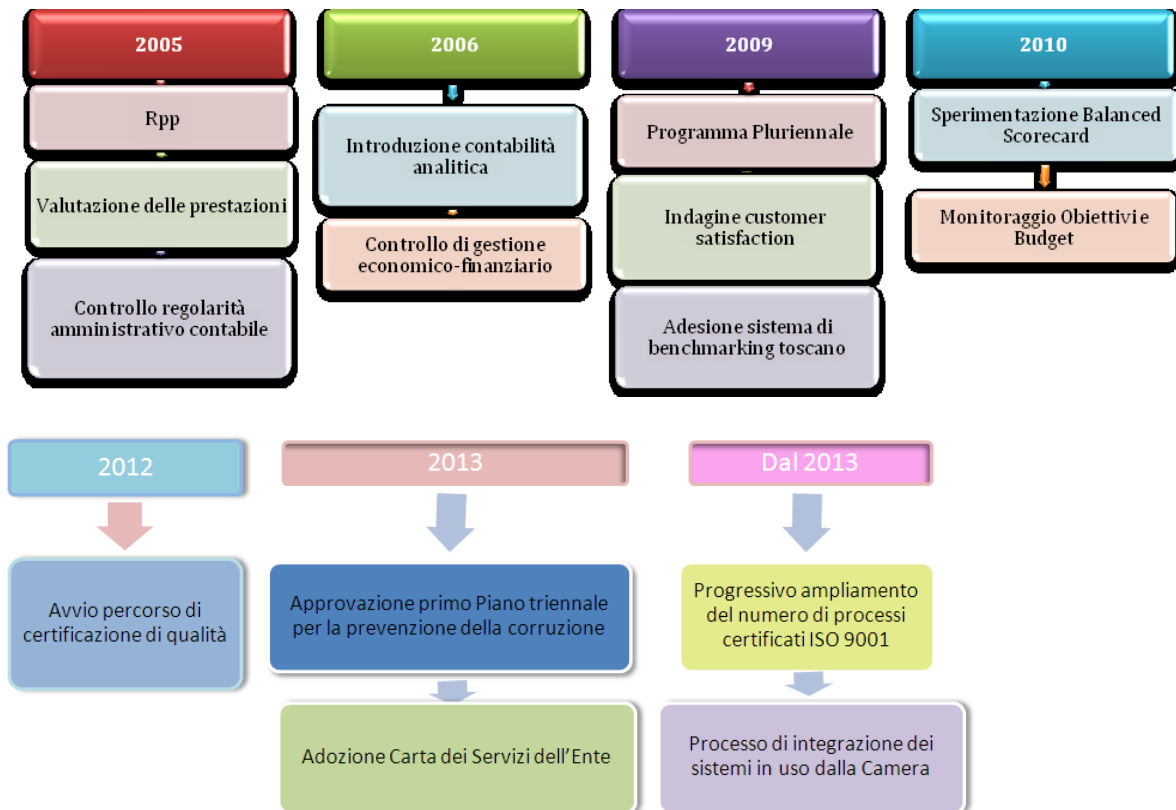 2005
Rpp
Valutazione delle prestazioni
Controllo regolarità
amministrativo contabile
2006
Introduzione contabilità
analitica
Controllo di gestione
economico-finanziario
2009
Programma Pluriennale
Indagine customer
satisfaction
Adesione sistema di
benchmarking toscano
2010
Sperimentazione Balanced
Scorecard
Monitoraggio Obiettivi e
Budget
2012
Avvio percorso di
certificazione di qualità
2013
Approvazione primo Piano triennale
per la prevenzione della corruzione
Adozione Carta dei Servizi dell'Ente
Dal 2013
Progressivo ampliamento
del numero di processi
certificati ISO 9001
Processo di integrazione dei
sistemi in uso dalla Camera